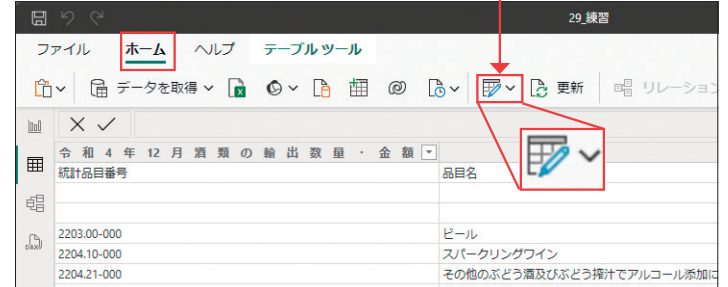 29_練習
ファイル ホーム ヘルプ テーブル ツール
データを取得 更新 リレーション
令和4年12月酒類の輸出数量・金額
統計品目番号 品目名
2203.00-000 ビール
2204.10-000 スパークリングワイン
2204.21-000 その他のぶどう酒及びぶどう搾汁でアルコール添加に
DAX